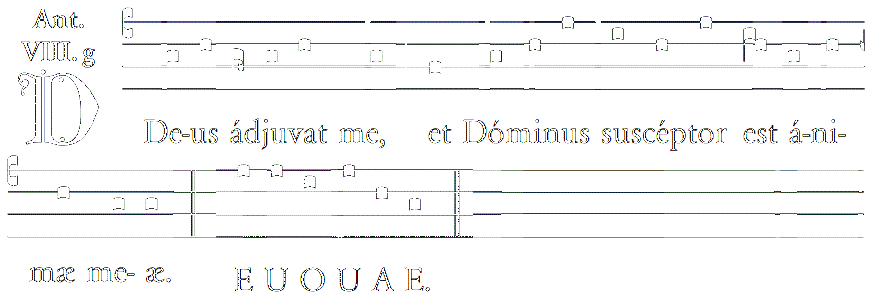 Ant.
VIII. g
D
De-us ádjuvat me, et Dóminus suscéptor est á-ni-
mæ me- æ. E U O U A E.